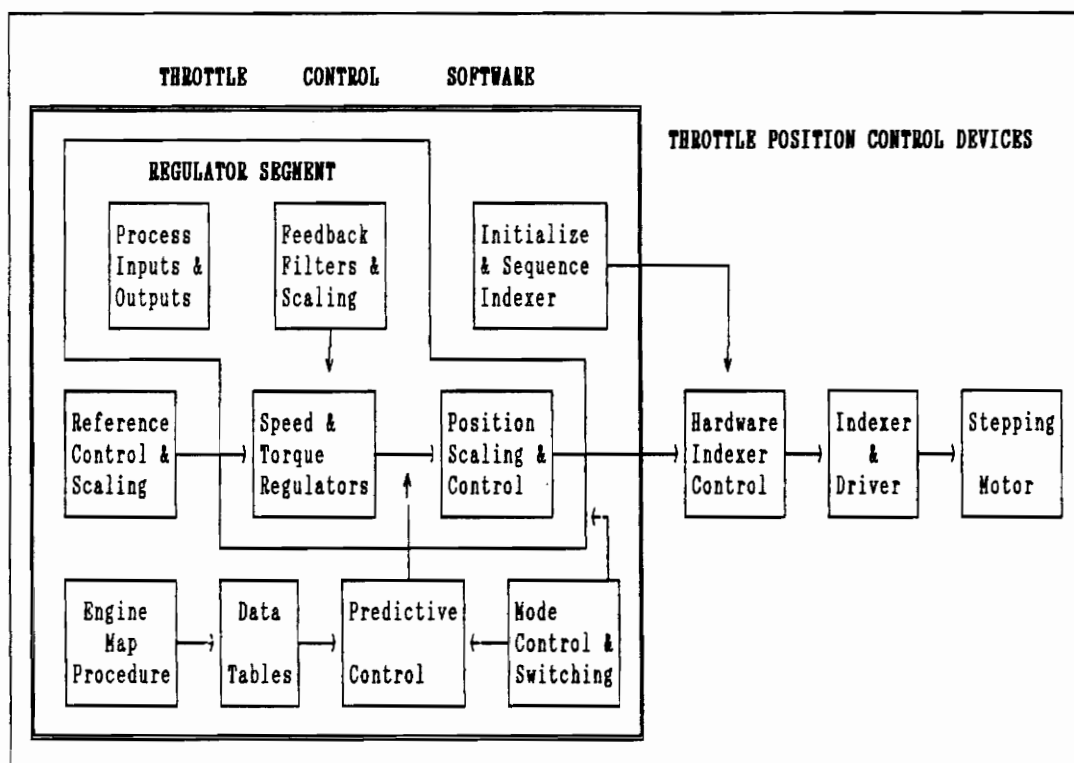 THROTTLE CONTROL SOFTWARE
THROTTLE POSITION CONTROL DEVICES
REGULATOR SEGMENT
Process
Inputs &
Outputs
Feedback
Filters &
Scaling
Initialize
& Sequence
Indexer
Reference
Control &
Scaling
Speed &
Torque
Regulators
Position
Scaling &
Control
Hardware
Indexer
Control
Indexer
&
Driver
Stepping
Motor
Engine
Map
Procedure
Data
Tables
Predictive
Control
Mode
Control &
Switching